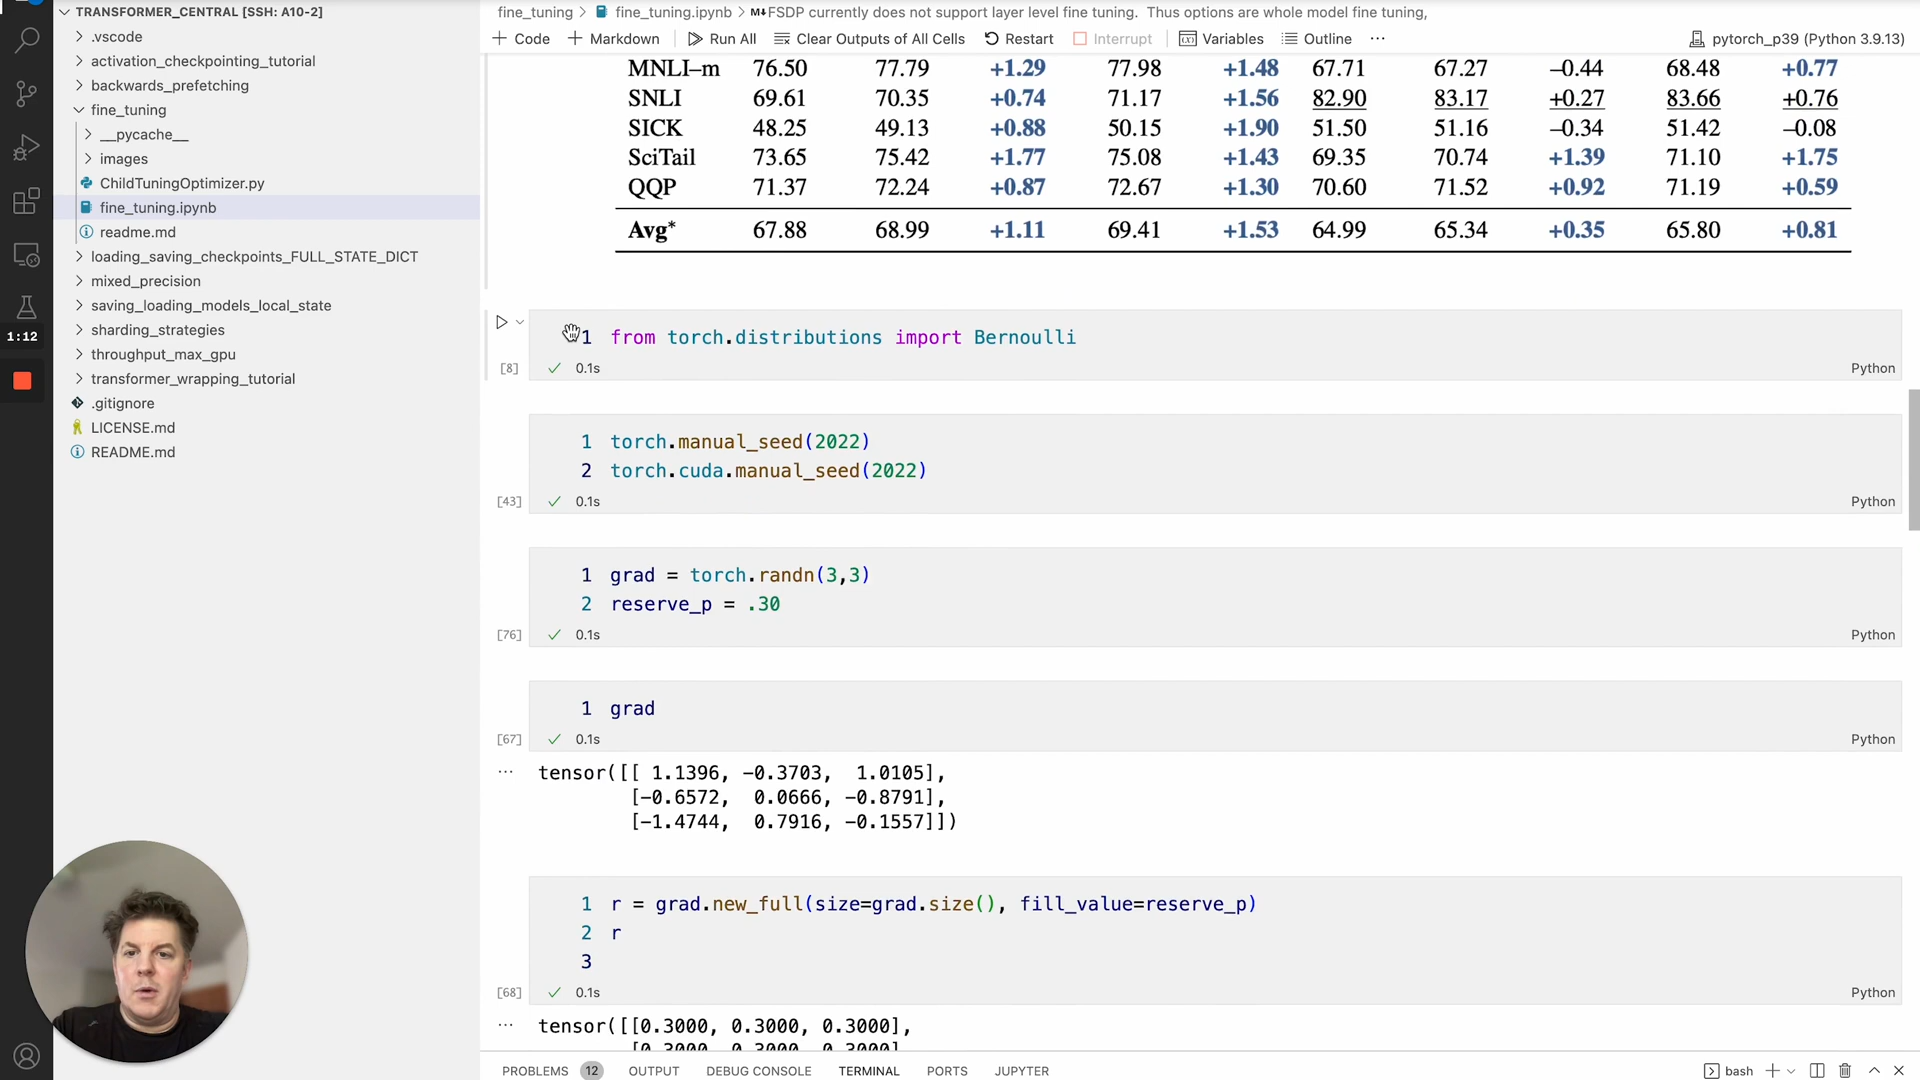 TRANSFORMER_CENTRAL [SSH: A10-2]
.vscode
activation_checkpointing_tutorial
backwards_prefetching
fine_tuning
__pycache__
images
ChildTuningOptimizer.py
fine_tuning.ipynb
readme.md
loading_saving_checkpoints_FULL_STATE_DICT
mixed_precision
saving_loading_models_local_state
sharding_strategies
throughput_max_gpu
transformer_wrapping_tutorial
.gitignore
LICENSE.md
README.md
1:12
fine_tuning > fine_tuning.ipynb > M↓FSDP currently does not support layer level fine tuning. Thus options are whole model fine tuning,
+ Code + Markdown Run All Clear Outputs of All Cells Restart Interrupt Variables Outline ··· pytorch_p39 (Python 3.9.13)
MNLI–m 76.50 77.79 +1.29 77.98 +1.48 67.71 67.27 –0.44 68.48 +0.77
SNLI 69.61 70.35 +0.74 71.17 +1.56 82.90 83.17 +0.27 83.66 +0.76
SICK 48.25 49.13 +0.88 50.15 +1.90 51.50 51.16 –0.34 51.42 –0.08
SciTail 73.65 75.42 +1.77 75.08 +1.43 69.35 70.74 +1.39 71.10 +1.75
QQP 71.37 72.24 +0.87 72.67 +1.30 70.60 71.52 +0.92 71.19 +0.59
Avg* 67.88 68.99 +1.11 69.41 +1.53 64.99 65.34 +0.35 65.80 +0.81
1 from torch.distributions import Bernoulli
[8] ✓ 0.1s Python
1 torch.manual_seed(2022)
2 torch.cuda.manual_seed(2022)
[43] ✓ 0.1s Python
1 grad = torch.randn(3,3)
2 reserve_p = .30
[76] ✓ 0.1s Python
1 grad
[67] ✓ 0.1s Python
··· tensor([[ 1.1396, -0.3703, 1.0105],
[-0.6572, 0.0666, -0.8791],
[-1.4744, 0.7916, -0.1557]])
1 r = grad.new_full(size=grad.size(), fill_value=reserve_p)
2 r
3
[68] ✓ 0.1s Python
··· tensor([[0.3000, 0.3000, 0.3000],
[0.3000, 0.3000, 0.3000],
PROBLEMS 12 OUTPUT DEBUG CONSOLE TERMINAL PORTS JUPYTER bash